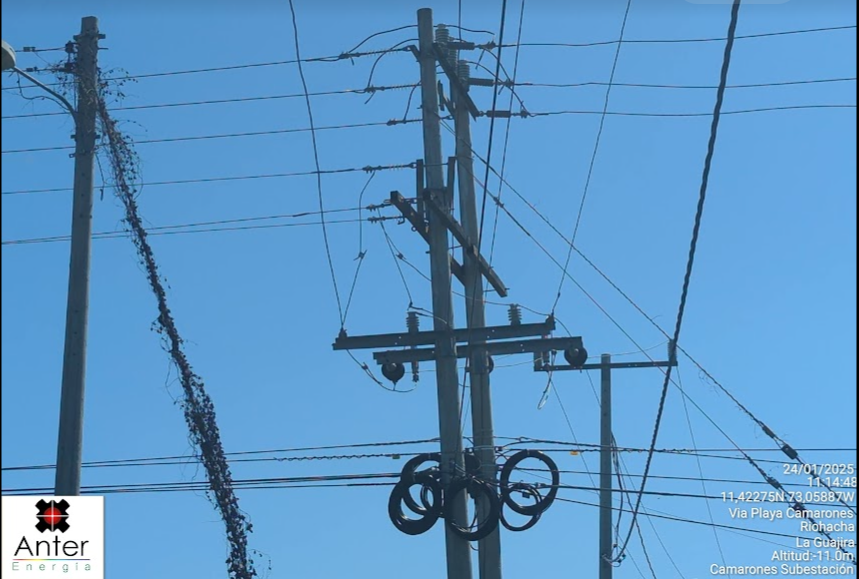 24/01/2025
11:14:48
11,42275N 73,05887W
Via Playa Camarones
Riohacha
La Guajira
Altitud:-11.0m
Camarones Subestación
Anter
Energía